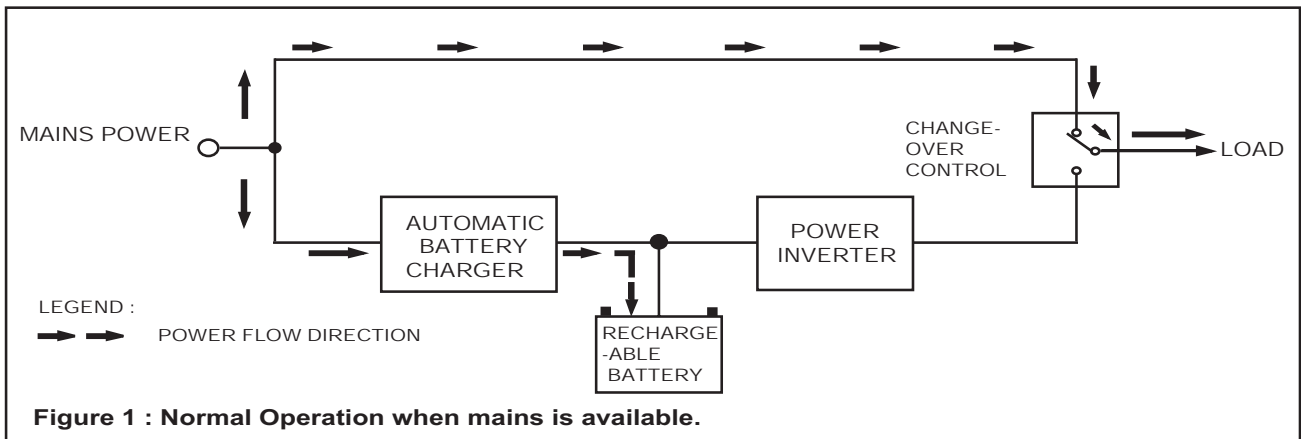 MAINS POWER
CHANGE-
OVER
CONTROL
LOAD
AUTOMATIC
BATTERY
CHARGER
POWER
INVERTER
LEGEND :
POWER FLOW DIRECTION
RECHARGE
-ABLE
BATTERY
Figure 1 : Normal Operation when mains is available.